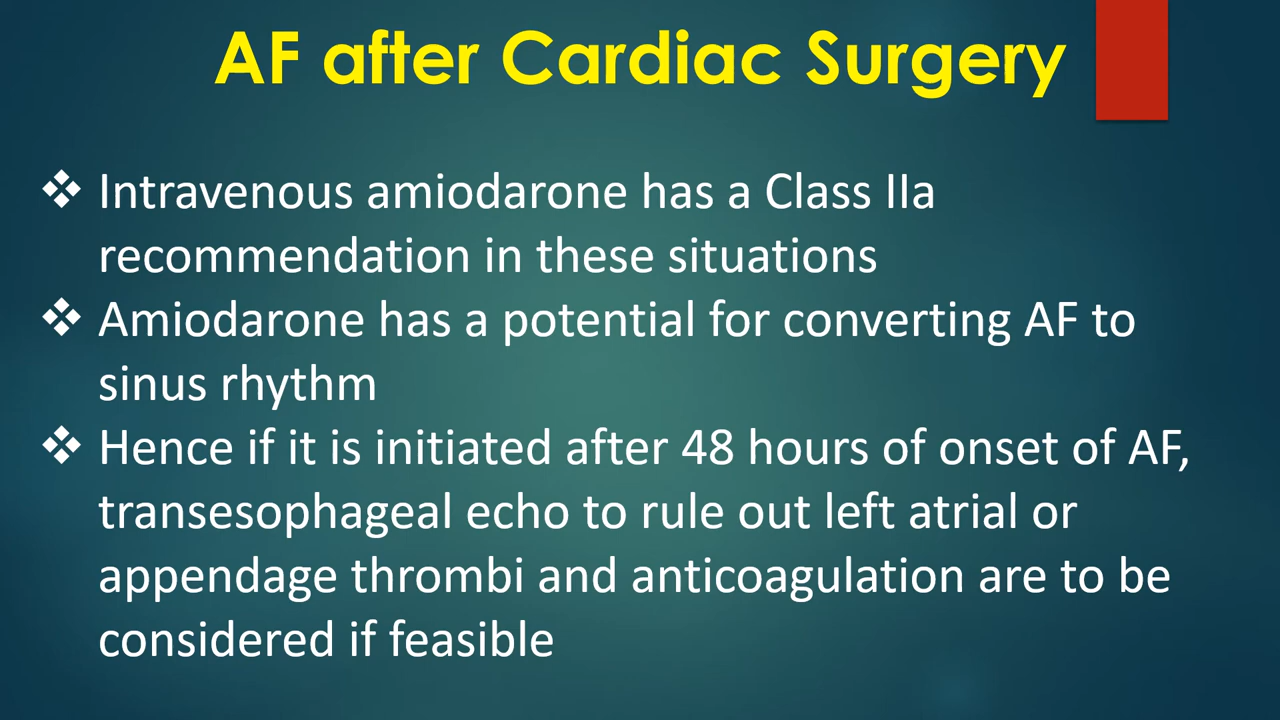 AF after Cardiac Surgery
❖ Intravenous amiodarone has a Class IIa
recommendation in these situations
❖ Amiodarone has a potential for converting AF to
sinus rhythm
❖ Hence if it is initiated after 48 hours of onset of AF,
transesophageal echo to rule out left atrial or
appendage thrombi and anticoagulation are to be
considered if feasible